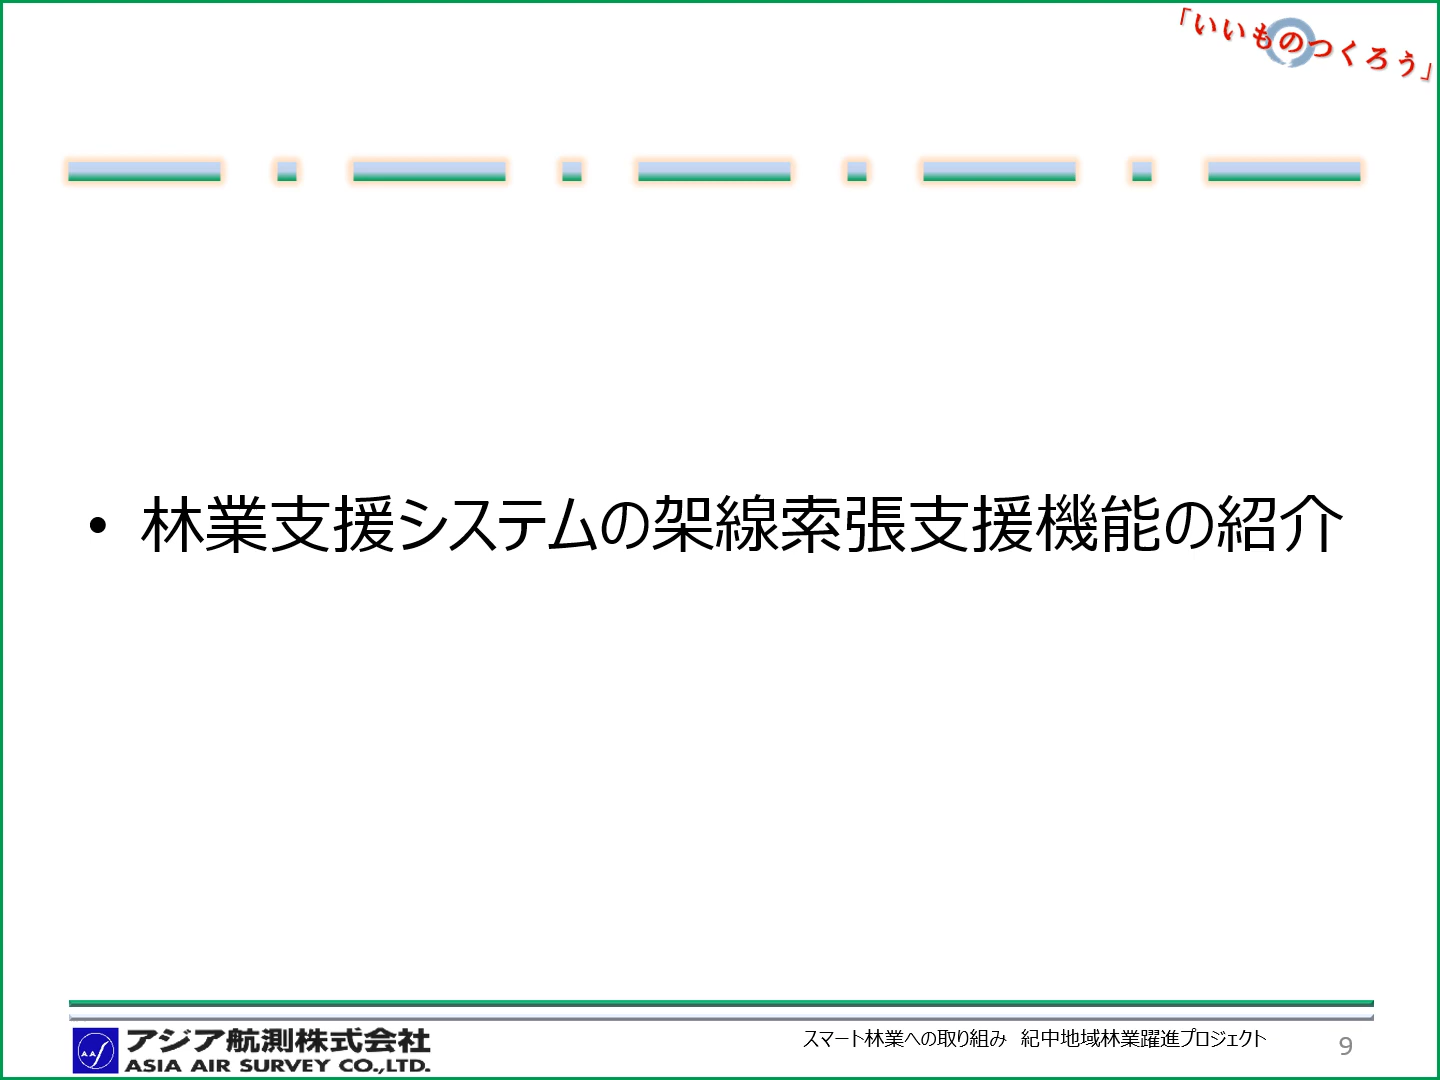 「いいものつくろう」
• 林業支援システムの架線索張支援機能の紹介
AAS
アジア航測株式会社
ASIA AIR SURVEY CO.,LTD.
スマート林業への取り組み　紀中地域林業躍進プロジェクト
9